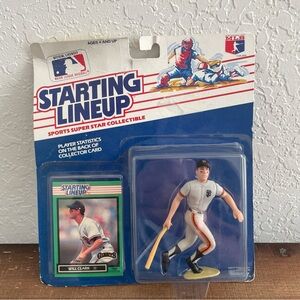 AGES 4 AND UP
MLB
STARTING
LINEUP
SPORTS SUPER STAR COLLECTIBLE
PLAYER STATISTICS
ON THE BACK OF
COLLECTOR CARD
STARTING
LINEUP
WILL CLARK